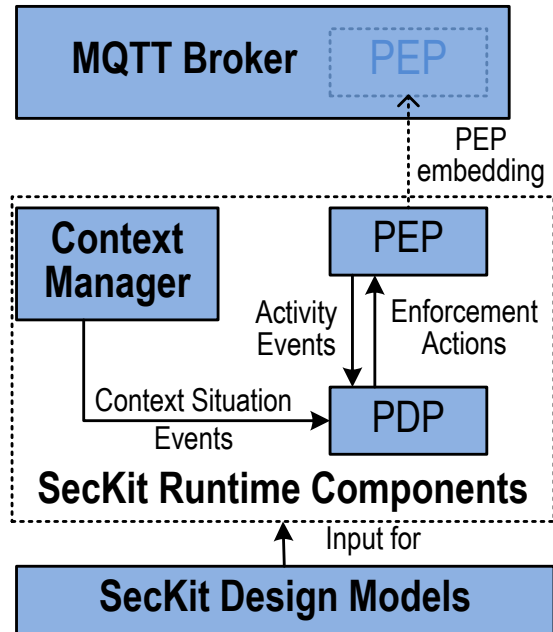 MQTT Broker
PEP
PEP
embedding
Context
Manager
PEP
Activity
Events
Enforcement
Actions
Context Situation
Events
PDP
SecKit Runtime Components
Input for
SecKit Design Models